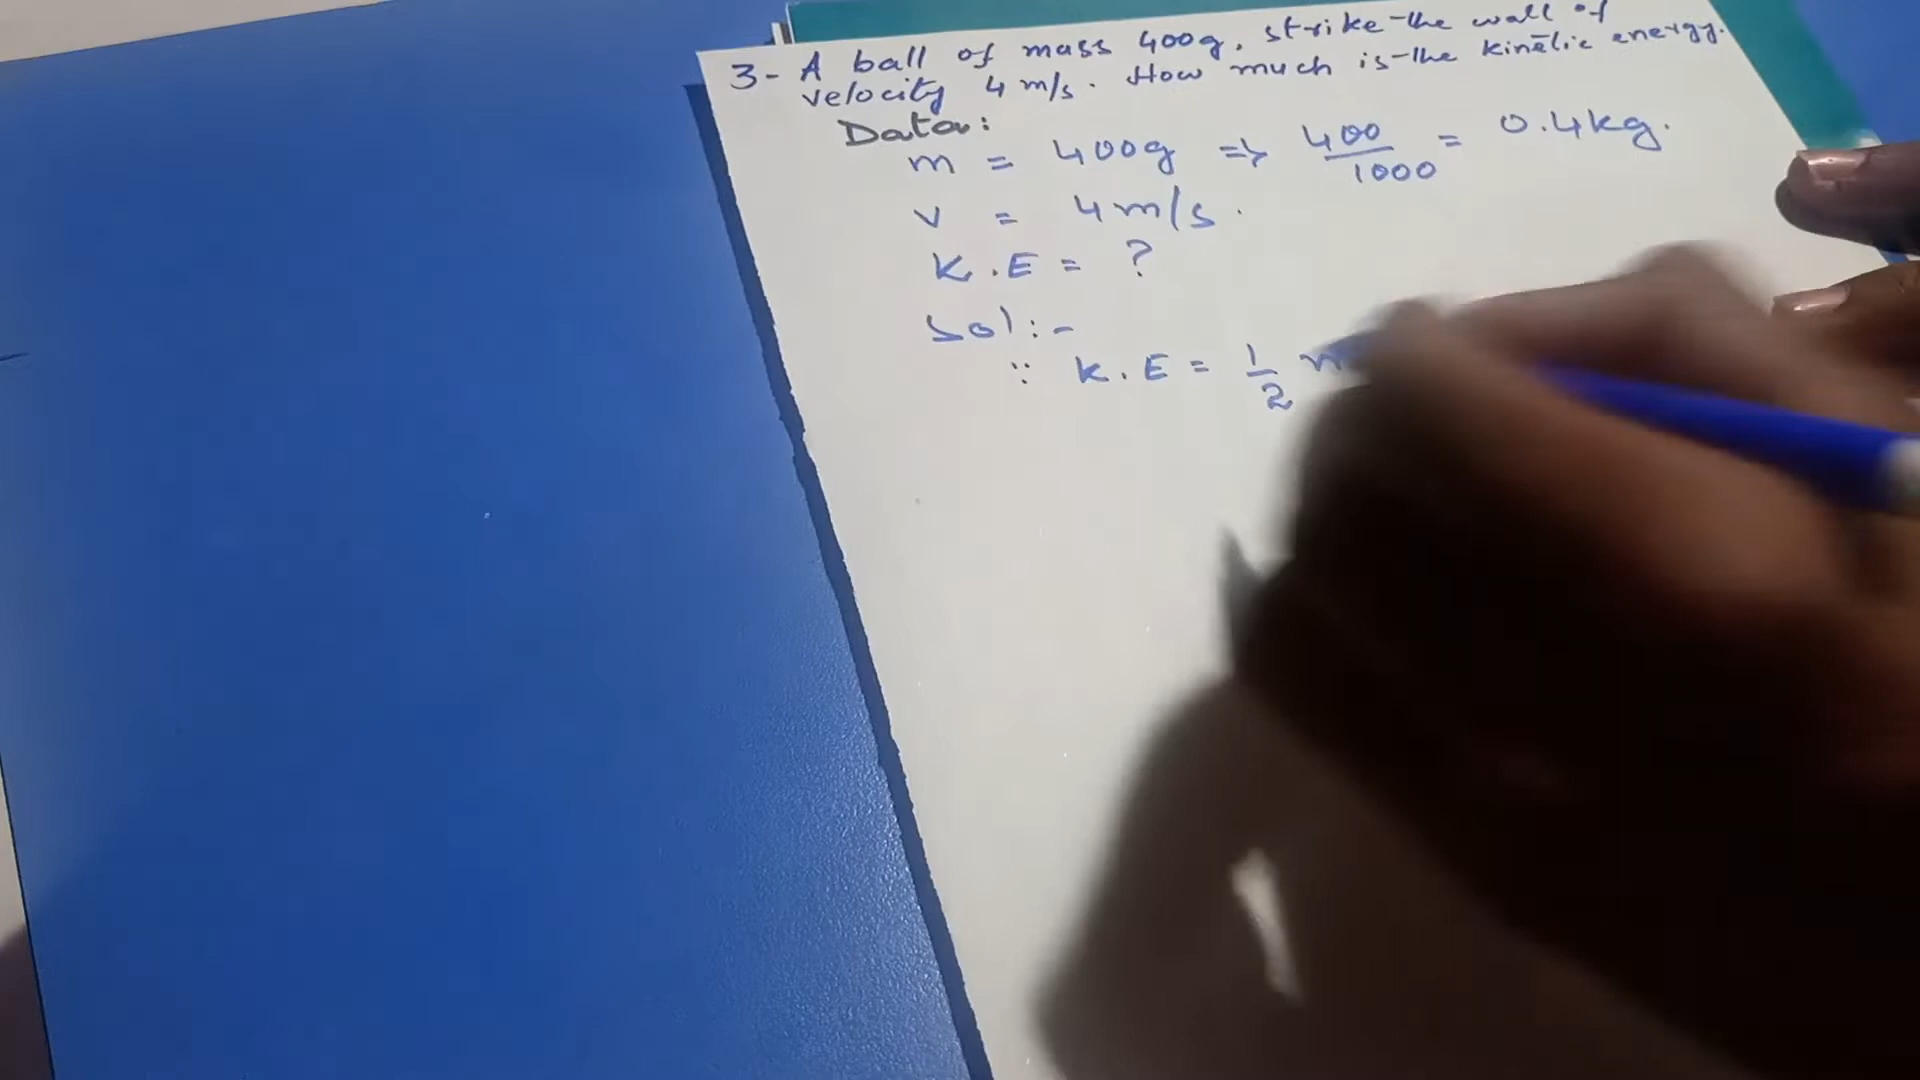 3- A ball of mass 400g, strike the wall of
velocity 4 m/s. How much is the kinetic energy.
Data:
m = 400g => 400/1000 = 0.4kg.
v = 4m/s.
K.E = ?
Sol:-
∵ K.E = 1/2 m